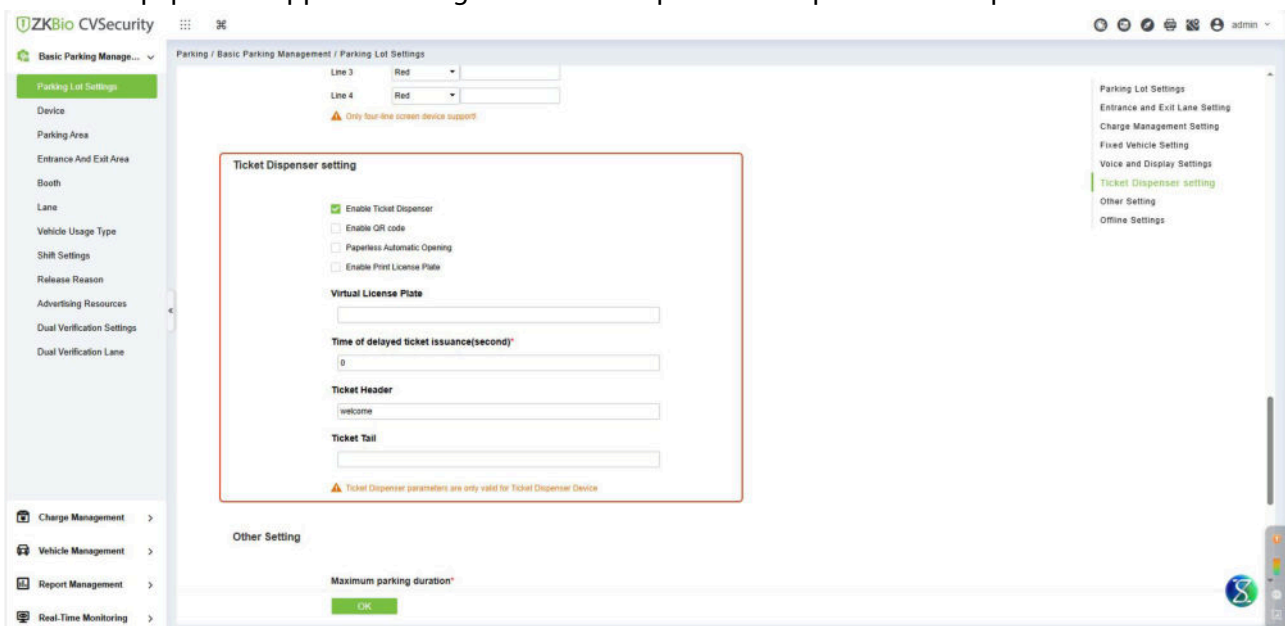 ZKBio CVSecurity
admin
Basic Parking Manage...
Parking / Basic Parking Management / Parking Lot Settings
Parking Lot Settings
Device
Parking Area
Entrance And Exit Area
Booth
Lane
Vehicle Usage Type
Shift Settings
Release Reason
Advertising Resources
Dual Verification Settings
Dual Verification Lane
Charge Management
Vehicle Management
Report Management
Real-Time Monitoring
Line 3 Red
Line 4 Red
Only four-line screen device support!
Ticket Dispenser setting
Enable Ticket Dispenser
Enable QR code
Paperless Automatic Opening
Enable Print License Plate
Virtual License Plate
Time of delayed ticket issuance(second)*
0
Ticket Header
welcome
Ticket Tail
Ticket Dispenser parameters are only valid for Ticket Dispenser Device
Other Setting
Maximum parking duration*
OK
Parking Lot Settings
Entrance and Exit Lane Setting
Charge Management Setting
Fixed Vehicle Setting
Voice and Display Settings
Ticket Dispenser setting
Other Setting
Offline Settings